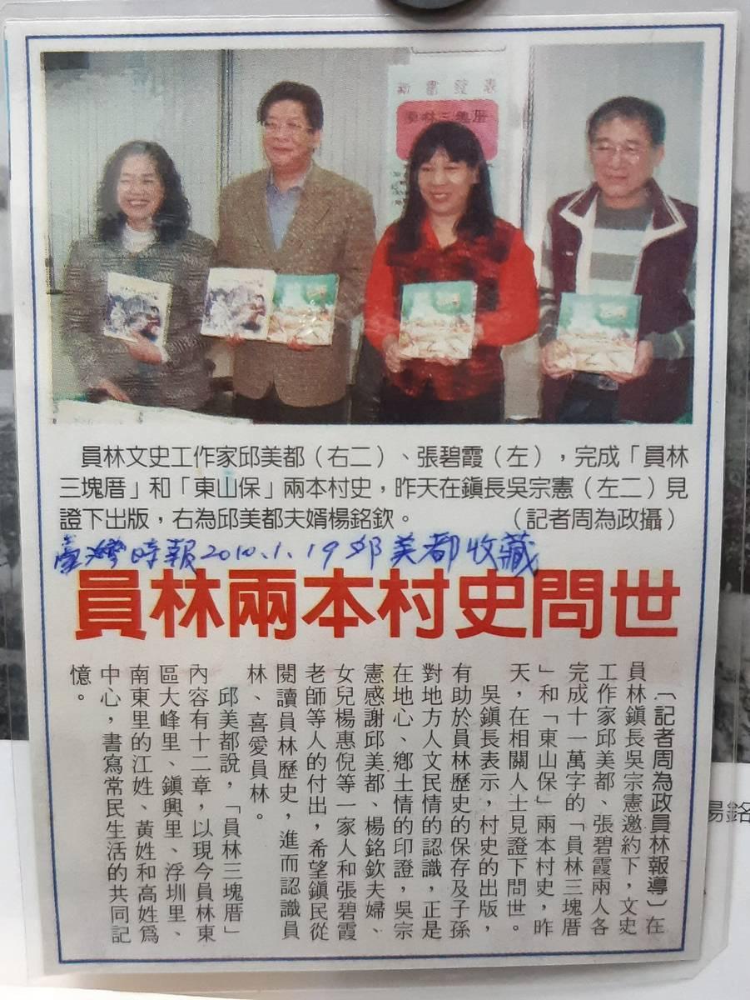 新書發表
員林三塊厝
員林文史工作家邱美都（右二）、張碧霞（左），完成「員林
三塊厝」和「東山保」兩本村史，昨天在鎮長吳宗憲（左二）見
證下出版，右為邱美都夫婿楊銘欽。　（記者周為政攝）
臺灣時報2010.1.19邱美都收藏
員林兩本村史問世
〔記者周為政員林報導〕在
員林鎮長吳宗憲邀約下，文史
工作家邱美都、張碧霞兩人各
完成十一萬字的「員林三塊厝
」和「東山保」兩本村史，昨
天，在相關人士見證下問世。
吳鎮長表示，村史的出版，
有助於員林歷史的保存及子孫
對地方人文民情的認識，正是
在地心、鄉土情的印證，吳宗
憲感謝邱美都、楊銘欽夫婦、
女兒楊惠倪等一家人和張碧霞
老師等人的付出，希望鎮民從
閱讀員林歷史，進而認識員
林、喜愛員林。
邱美都說，「員林三塊厝」
內容有十二章，以現今員林東
區大峰里、鎮興里、浮圳里、
南東里的江姓、黃姓和高姓為
中心，書寫常民生活的共同記
憶。
易銘